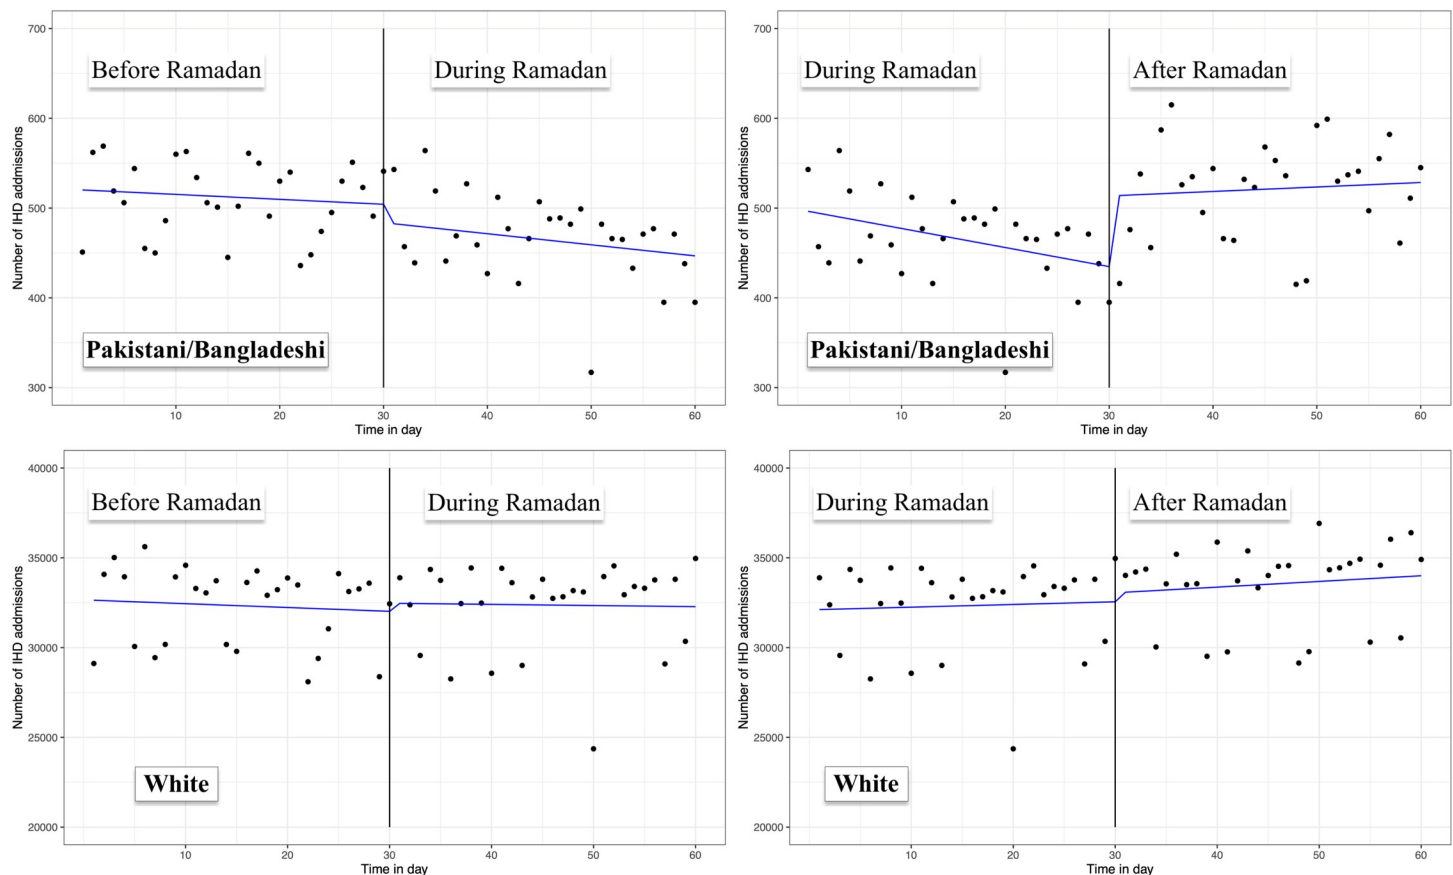 700
600
500
400
300
Number of IHD addmissions
Before Ramadan
During Ramadan
Pakistani/Bangladeshi
10
20
30
40
50
60
Time in day
700
600
500
400
300
Number of IHD addmissions
During Ramadan
After Ramadan
Pakistani/Bangladeshi
10
20
30
40
50
60
Time in day
40000
35000
30000
25000
20000
Number of IHD addmissions
Before Ramadan
During Ramadan
White
10
20
30
40
50
60
Time in day
40000
35000
30000
25000
20000
Number of IHD addmissions
During Ramadan
After Ramadan
White
10
20
30
40
50
60
Time in day